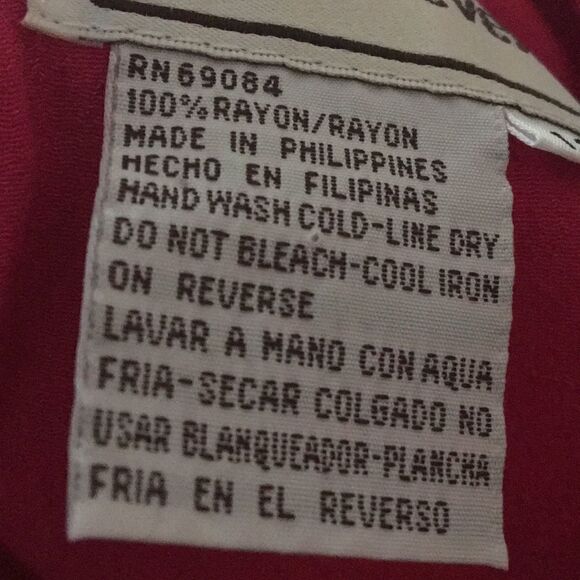 RN69084
100%RAYON/RAYON
MADE IN PHILIPPINES
HECHO EN FILIPINAS
HAND WASH COLD-LINE DRY
DO NOT BLEACH-COOL IRON
ON REVERSE
LAVAR A MANO CON AQUA
FRIA-SECAR COLGADO NO
USAR BLANQUEADOR-PLANCHA
FRIA EN EL REVERSO